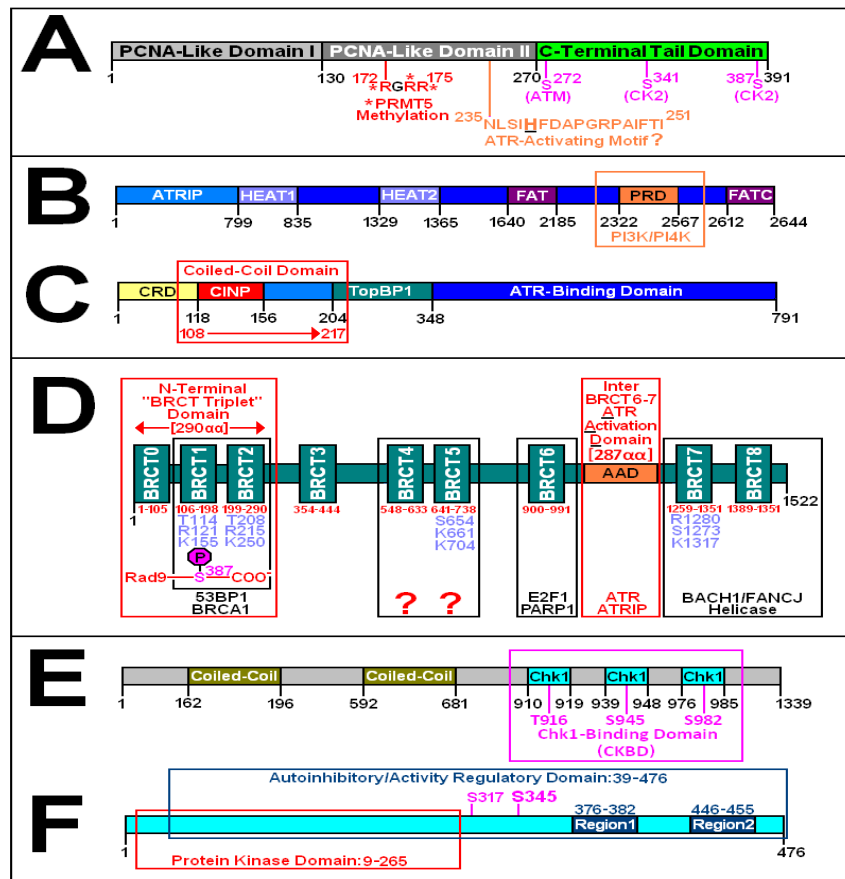 A
PCNA-Like Domain I PCNA-Like Domain II C-Terminal Tail Domain
1 130 172 175 270 272 341 387 391
*RGRR* S S S
*PRMT5 (ATM) (CK2) (CK2)
Methylation 235 NLSIHFDAPGRPAIFTI 251
ATR-Activating Motif?
B
ATRIP HEAT1 HEAT2 FAT PRD FATC
1 799 835 1329 1365 1640 2185 2322 2567 2612 2644
PI3K/PI4K
C
Coiled-Coil Domain
CRD CINP TopBP1 ATR-Binding Domain
1 118 156 204 348 791
108 217
D
N-Terminal
"BRCT Triplet"
Domain
[290αα]
Inter
BRCT6-7
ATR
Activation
Domain
[287αα]
BRCT0 BRCT1 BRCT2 BRCT3 BRCT4 BRCT5 BRCT6 AAD BRCT7 BRCT8
1-105 106-198 199-290 354-444 548-633 641-738 900-991 1259-1351 1389-1351
1 1522
T114 T208 S654 R1280
R121 R215 K661 S1273
K155 K250 K704 K1317
P
Rad9 S387 COO-
53BP1
BRCA1
? ?
E2F1
PARP1
ATR
ATRIP
BACH1/FANCJ
Helicase
E
Coiled-Coil Coiled-Coil Chk1 Chk1 Chk1
1 162 196 592 681 910 919 939 948 976 985 1339
T916 S945 S982
Chk1-Binding Domain
(CKBD)
F
Autoinhibitory/Activity Regulatory Domain:39-476
S317 S345 376-382 446-455
Region1 Region2
1 476
Protein Kinase Domain:9-265